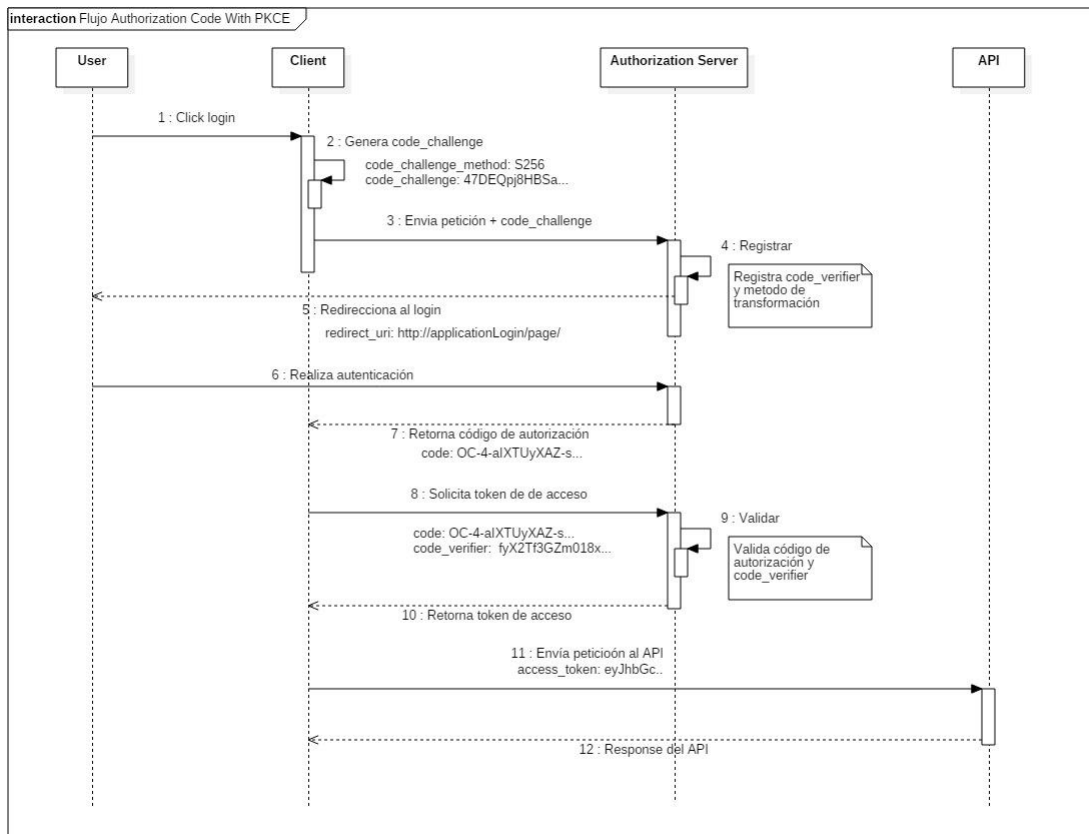 interaction Flujo Authorization Code With PKCE
User
Client
Authorization Server
API
1 : Click login
2 : Genera code_challenge
code_challenge_method: S256
code_challenge: 47DEQpj8HBSa...
3 : Envia petición + code_challenge
4 : Registrar
Registra code_verifier
y metodo de
transformación
5 : Redirecciona al login
redirect_uri: http://applicationLogin/page/
6 : Realiza autenticación
7 : Retorna código de autorización
code: OC-4-aIXTUyXAZ-s...
8 : Solicita token de de acceso
code: OC-4-aIXTUyXAZ-s...
code_verifier: fyX2Tf3GZm018x...
9 : Validar
Valida código de
autorización y
code_verifier
10 : Retorna token de acceso
11 : Envía peticioón al API
access_token: eyJhbGc..
12 : Response del API